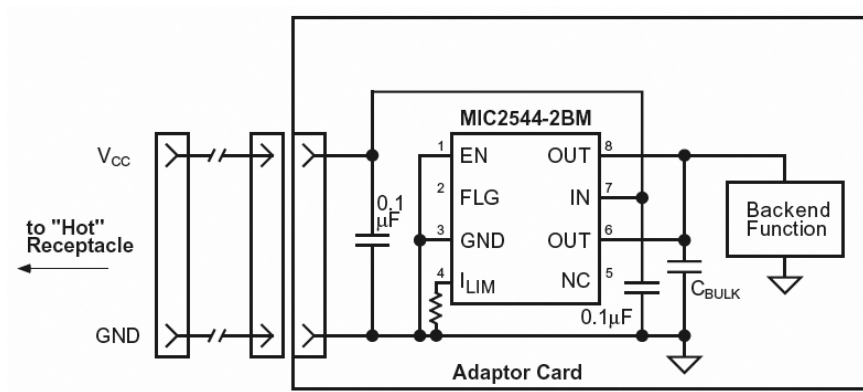 MIC2544-2BM
VCC
1
EN
OUT
8
2
FLG
IN
7
0.1
µF
to "Hot"
Receptacle
3
GND
OUT
6
Backend
Function
4
ILIM
NC
5
CBULK
0.1µF
GND
Adaptor Card